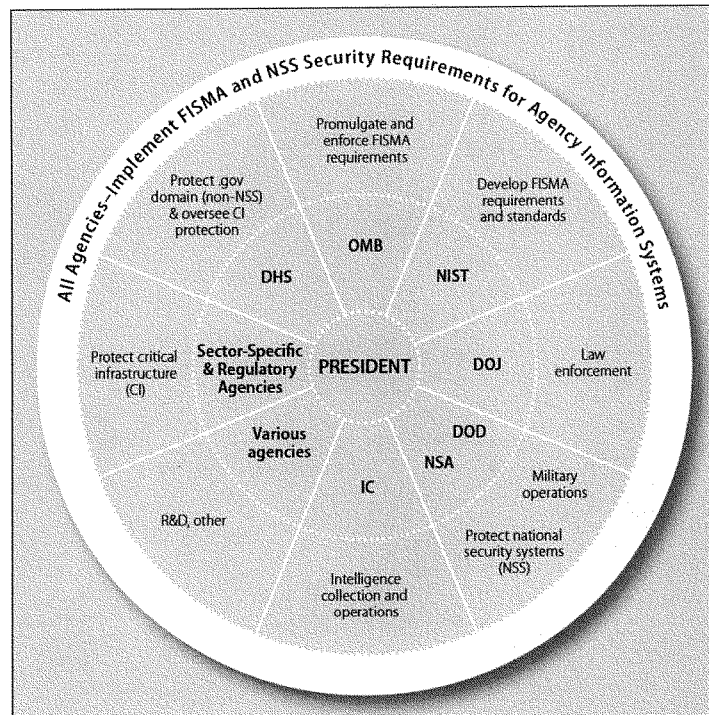 All Agencies–Implement FISMA and NSS Security Requirements for Agency Information Systems
Promulgate and
enforce FISMA
requirements
OMB
Develop FISMA
requirements
and standards
NIST
Law
enforcement
DOJ
Military
operations
DOD
NSA
Protect national
security systems
(NSS)
Intelligence
collection and
operations
IC
R&D, other
Various
agencies
Protect critical
infrastructure
(CI)
Sector-Specific
& Regulatory
Agencies
Protect .gov
domain (non-NSS)
& oversee CI
protection
DHS
PRESIDENT